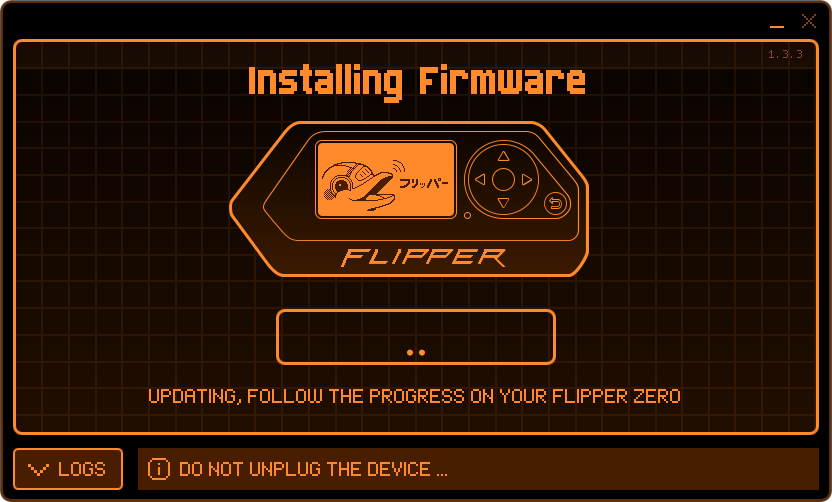 1.3.3
Installing Firmware
フリッパー
FLIPPER
..
UPDATING, FOLLOW THE PROGRESS ON YOUR FLIPPER ZERO
LOGS
DO NOT UNPLUG THE DEVICE ...